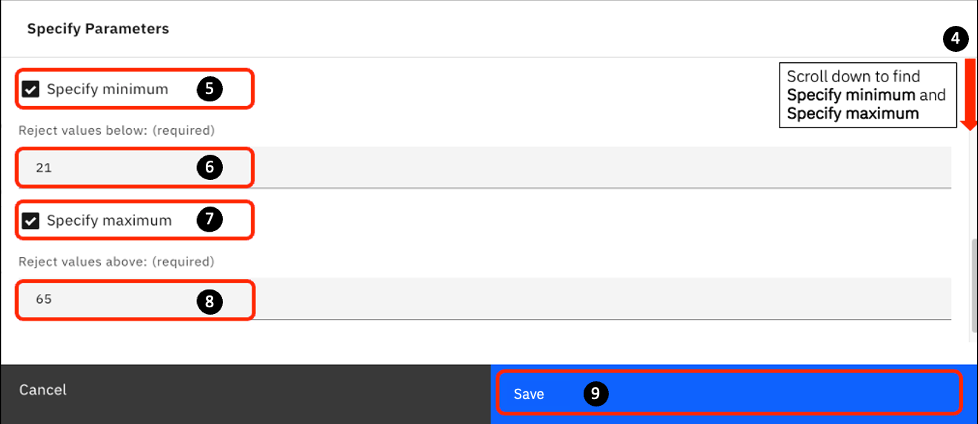 Specify Parameters
4
Scroll down to find
Specify minimum and
Specify maximum
Specify minimum 5
Reject values below: (required)
21 6
Specify maximum 7
Reject values above: (required)
65 8
Cancel
Save 9